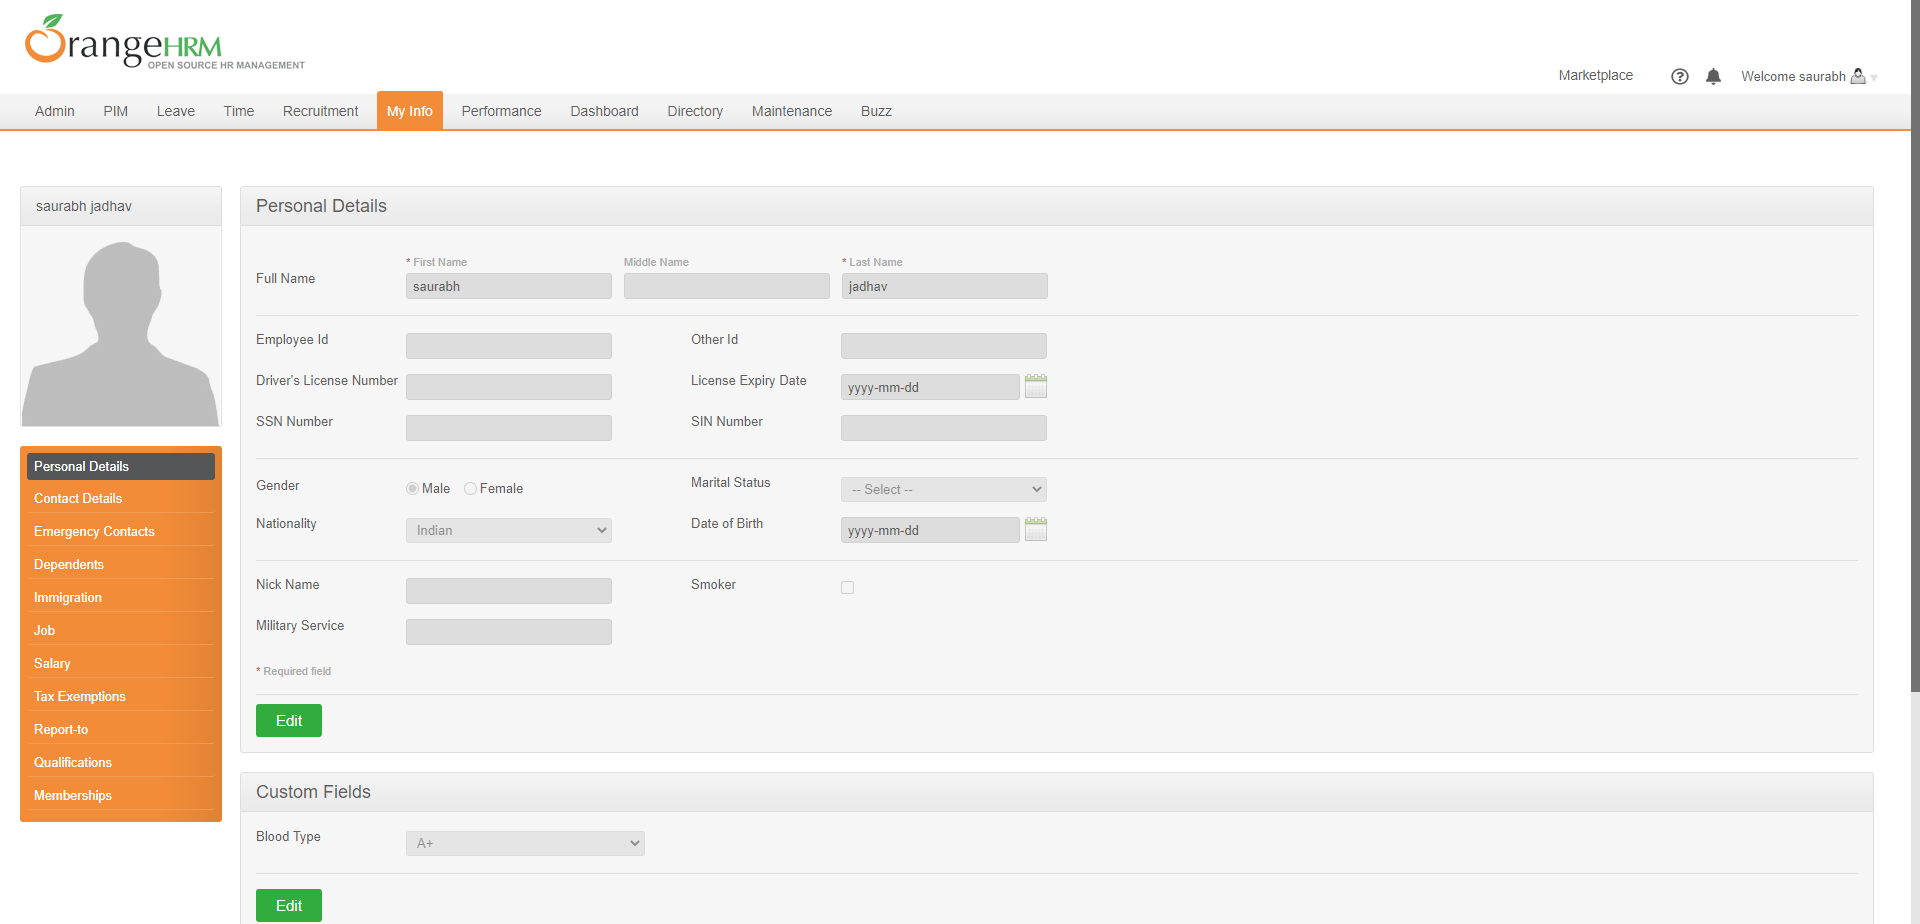 OrangeHRM
OPEN SOURCE HR MANAGEMENT
Marketplace
? Welcome saurabh
Admin PIM Leave Time Recruitment My Info Performance Dashboard Directory Maintenance Buzz
saurabh jadhav
Personal Details
Contact Details
Emergency Contacts
Dependents
Immigration
Job
Salary
Tax Exemptions
Report-to
Qualifications
Memberships
Personal Details
* First Name Middle Name * Last Name
Full Name saurabh jadhav
Employee Id Other Id
Driver's License Number License Expiry Date yyyy-mm-dd
SSN Number SIN Number
Gender Male Female Marital Status -- Select --
Nationality Indian Date of Birth yyyy-mm-dd
Nick Name Smoker
Military Service
* Required field
Edit
Custom Fields
Blood Type A+
Edit